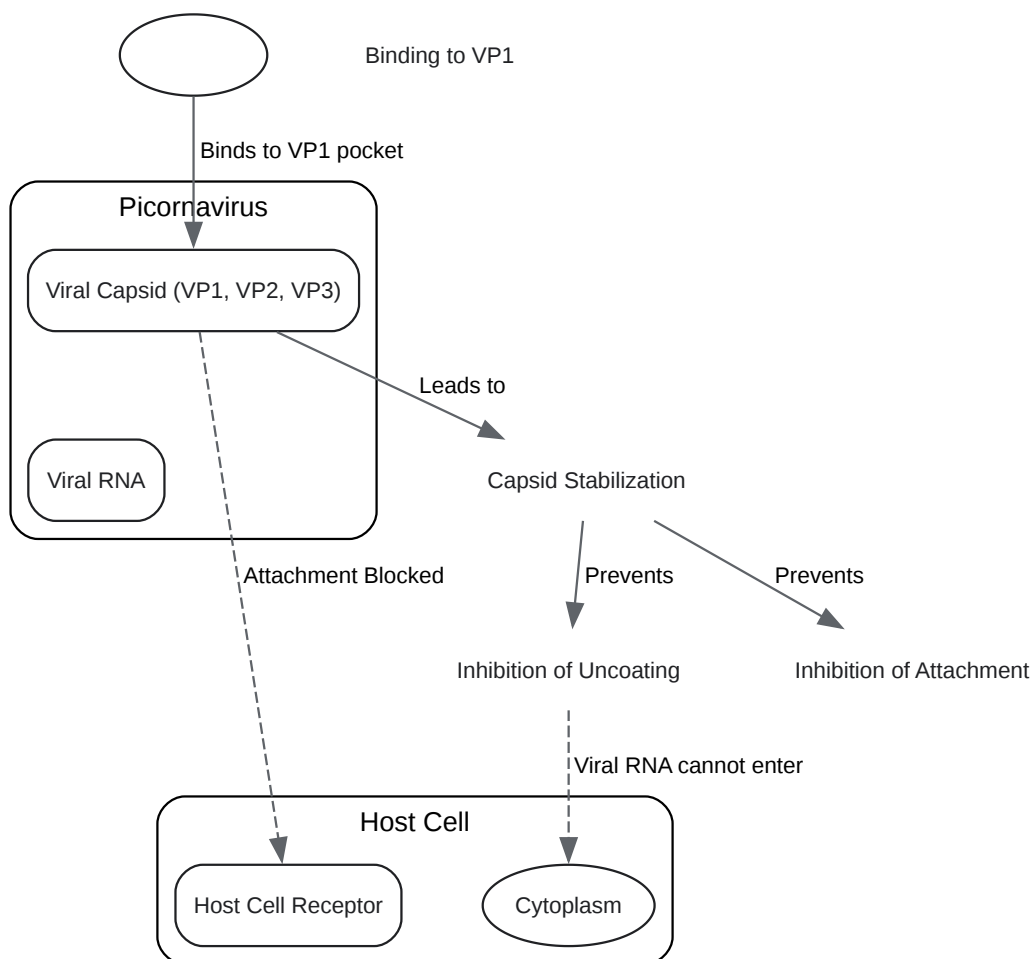 Binding to VP1
Binds to VP1 pocket
Picornavirus
Viral Capsid (VP1, VP2, VP3)
Leads to
Viral RNA
Capsid Stabilization
Attachment Blocked
Prevents
Prevents
Inhibition of Uncoating
Inhibition of Attachment
Viral RNA cannot enter
Host Cell
Host Cell Receptor
Cytoplasm